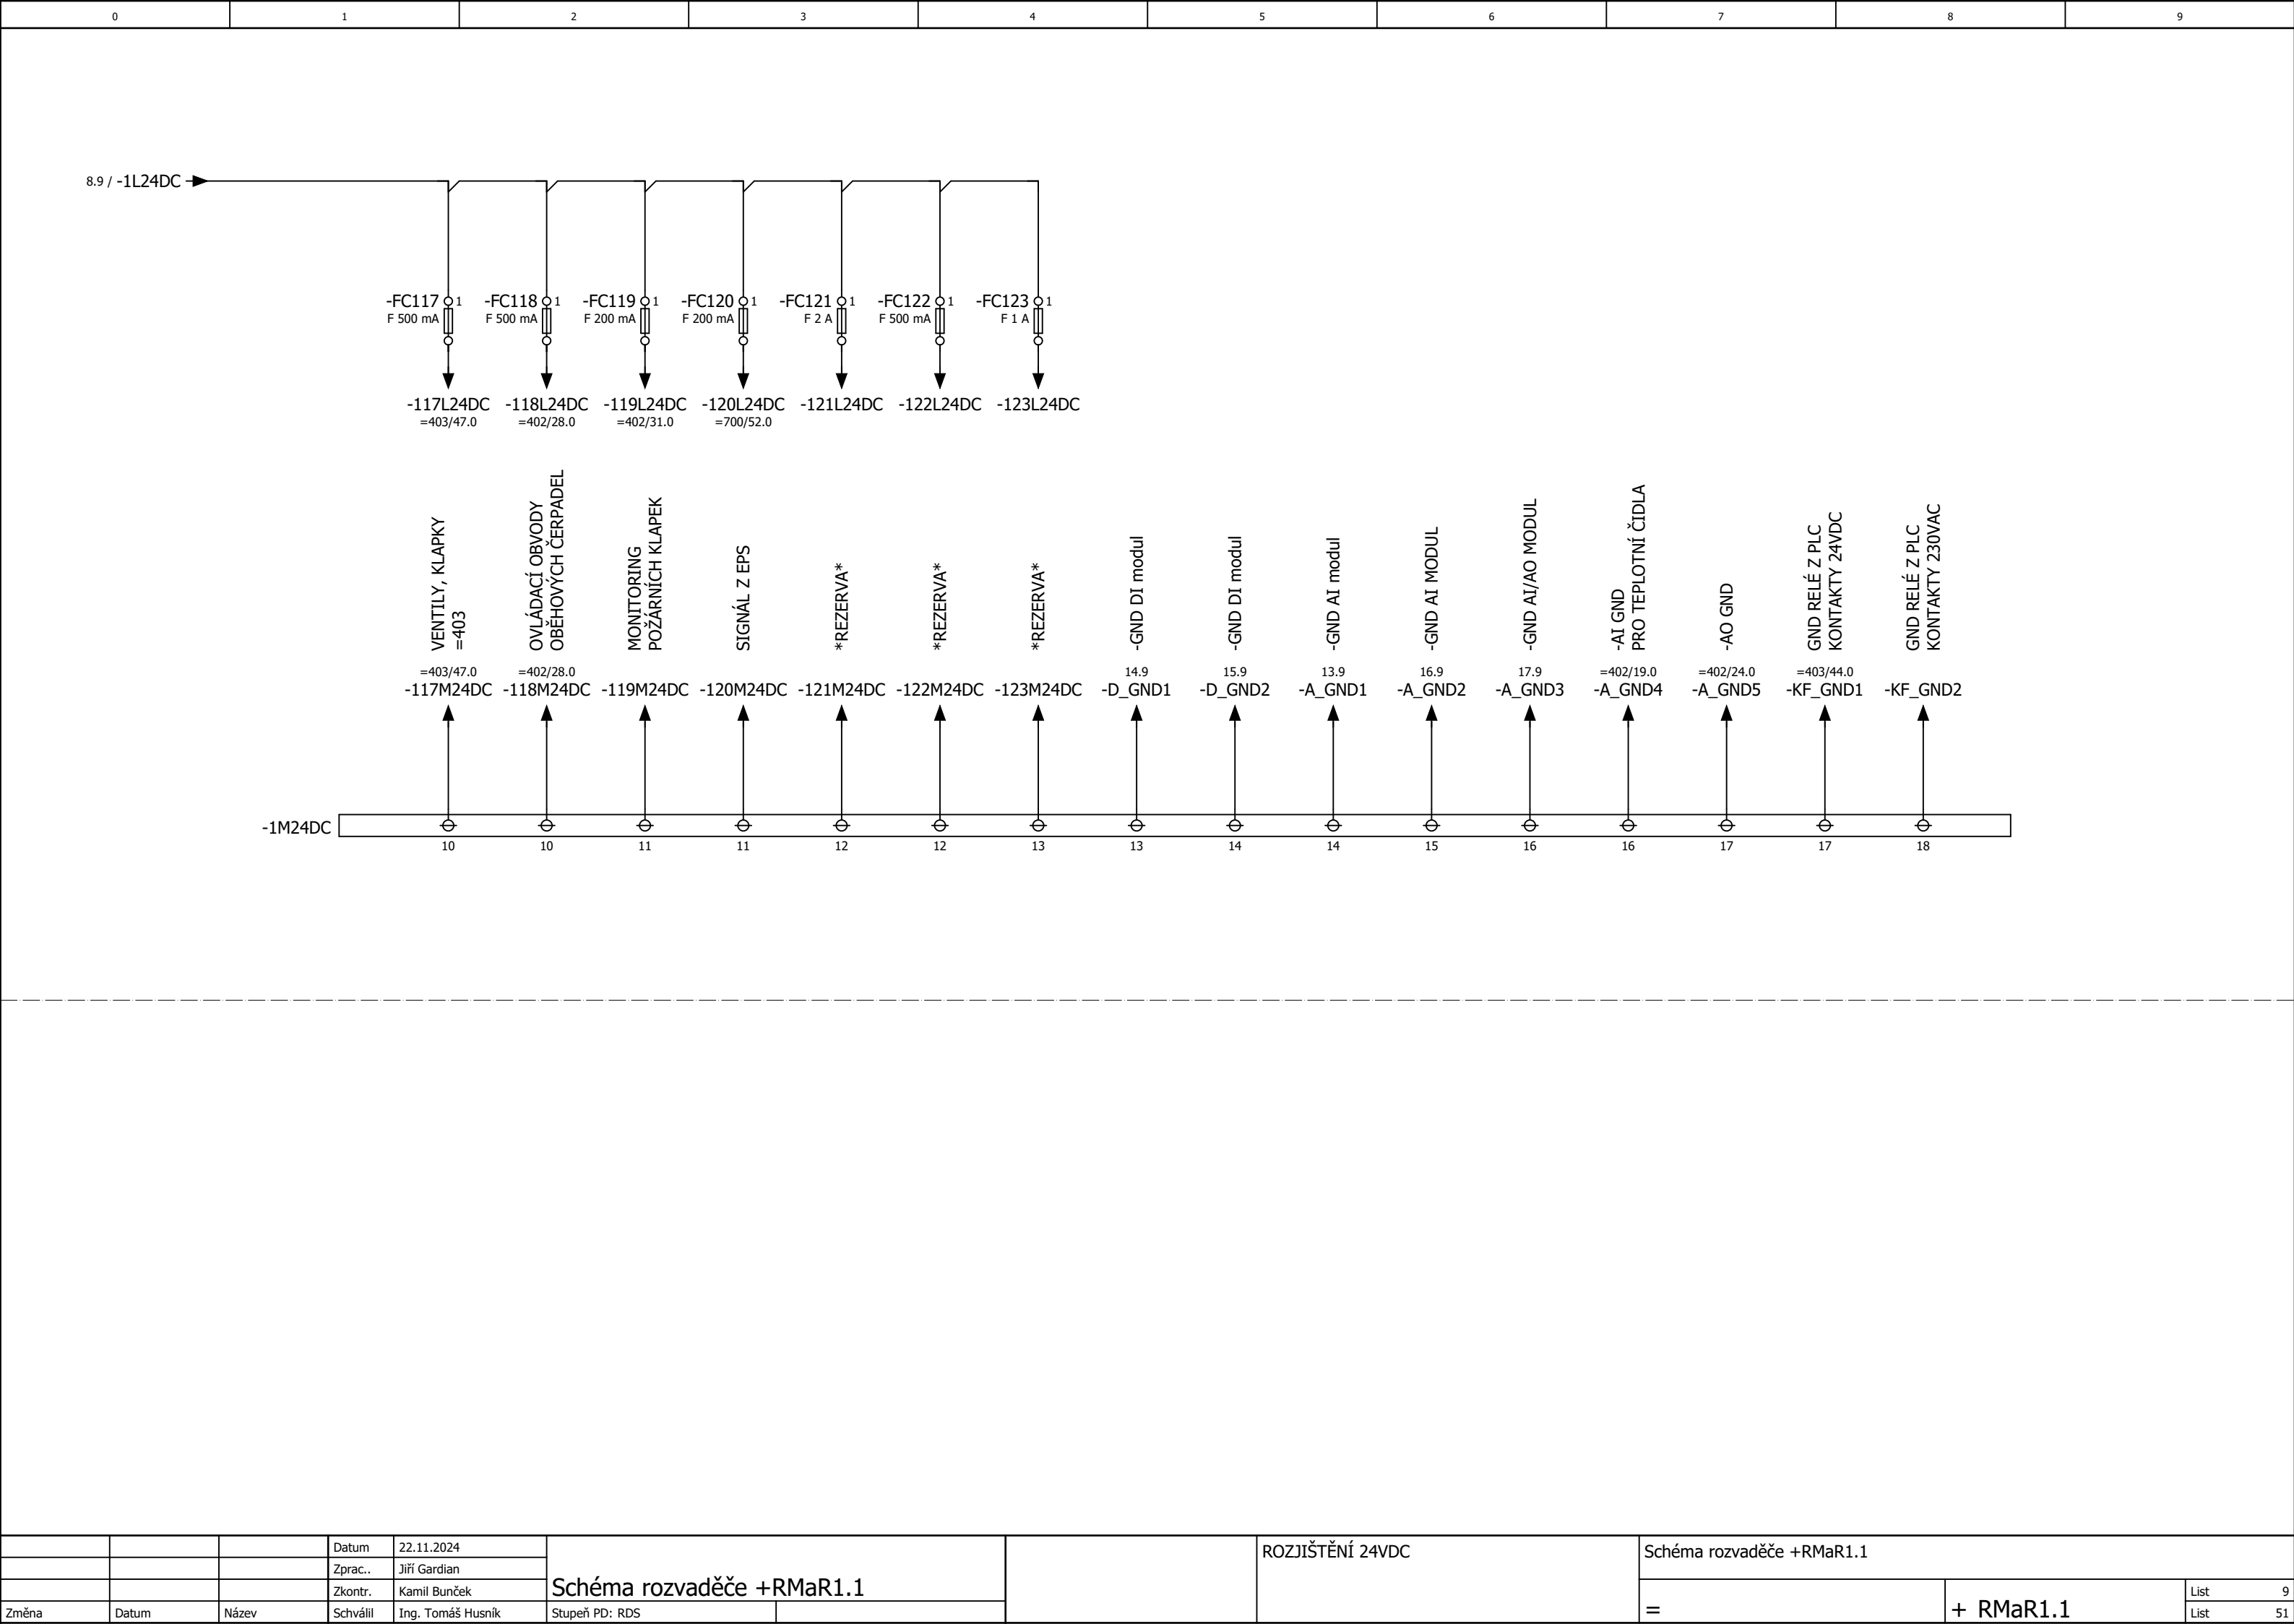 0 1 2 3 4 5 6 7 8 9
8.9 / -1L24DC
-FC117 1 -FC118 1 -FC119 1 -FC120 1 -FC121 1 -FC122 1 -FC123 1
F 500 mA F 500 mA F 200 mA F 200 mA F 2 A F 500 mA F 1 A
-117L24DC -118L24DC -119L24DC -120L24DC -121L24DC -122L24DC -123L24DC
=403/47.0 =402/28.0 =402/31.0 =700/52.0
VENTILY, KLAPKY
=403
OVLÁDACÍ OBVODY
OBĚHOVÝCH ČERPADEL
MONITORING
POŽÁRNÍCH KLAPEK
SIGNÁL Z EPS
*REZERVA*
*REZERVA*
*REZERVA*
-GND DI modul
-GND DI modul
-GND AI modul
-GND AI MODUL
-GND AI/AO MODUL
-AI GND
PRO TEPLOTNÍ ČIDLA
-AO GND
GND RELÉ Z PLC
KONTAKTY 24VDC
GND RELÉ Z PLC
KONTAKTY 230VAC
=403/47.0 =402/28.0 14.9 15.9 13.9 16.9 17.9 =402/19.0 =402/24.0 =403/44.0
-117M24DC -118M24DC -119M24DC -120M24DC -121M24DC -122M24DC -123M24DC -D_GND1 -D_GND2 -A_GND1 -A_GND2 -A_GND3 -A_GND4 -A_GND5 -KF_GND1 -KF_GND2
-1M24DC
10 10 11 11 12 12 13 13 14 14 15 16 16 17 17 18
Datum 22.11.2024
Zprac.. Jiří Gardian
Zkontr. Kamil Bunček
Změna Datum Název Schválil Ing. Tomáš Husník
Schéma rozvaděče +RMaR1.1
Stupeň PD: RDS
ROZJIŠTĚNÍ 24VDC
Schéma rozvaděče +RMaR1.1
= + RMaR1.1
List 9
List 51